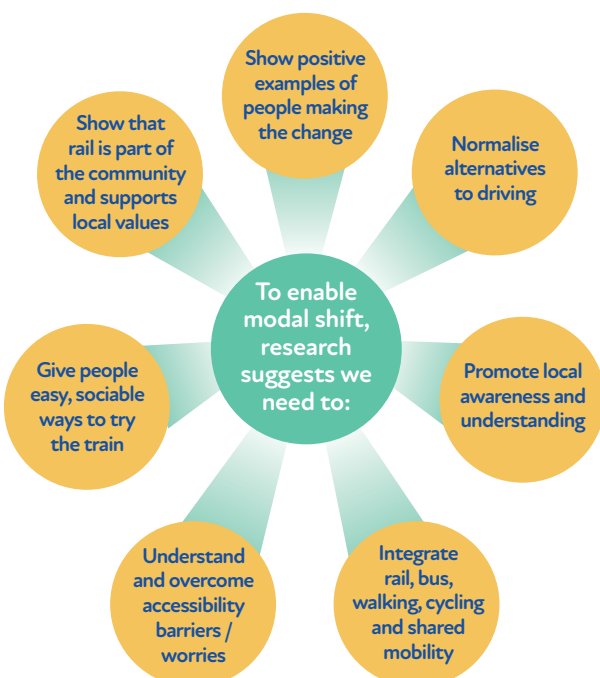 Show positive
examples of
people making
the change
Normalise
alternatives
to driving
Promote local
awareness and
understanding
Integrate
rail, bus,
walking, cycling
and shared
mobility
Understand
and overcome
accessibility
barriers /
worries
Give people
easy, sociable
ways to try
the train
Show that
rail is part of
the community
and supports
local values
To enable
modal shift,
research
suggests we
need to: